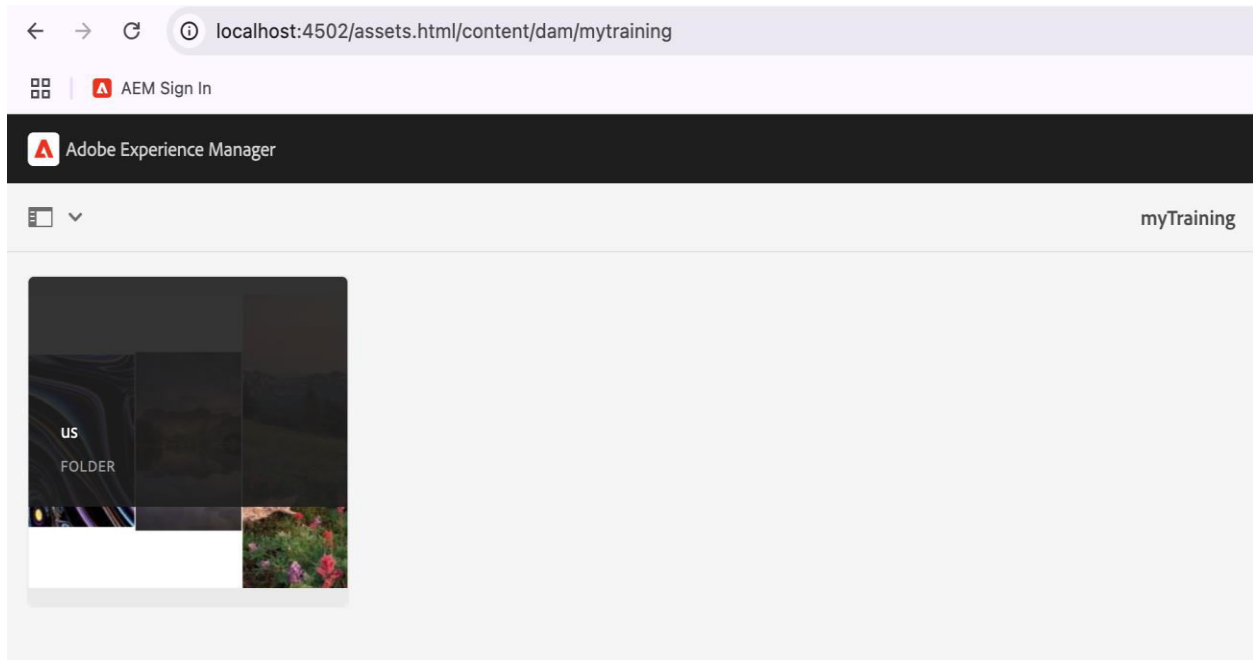 localhost:4502/assets.html/content/dam/mytraining
AEM Sign In
Adobe Experience Manager
myTraining
us
FOLDER